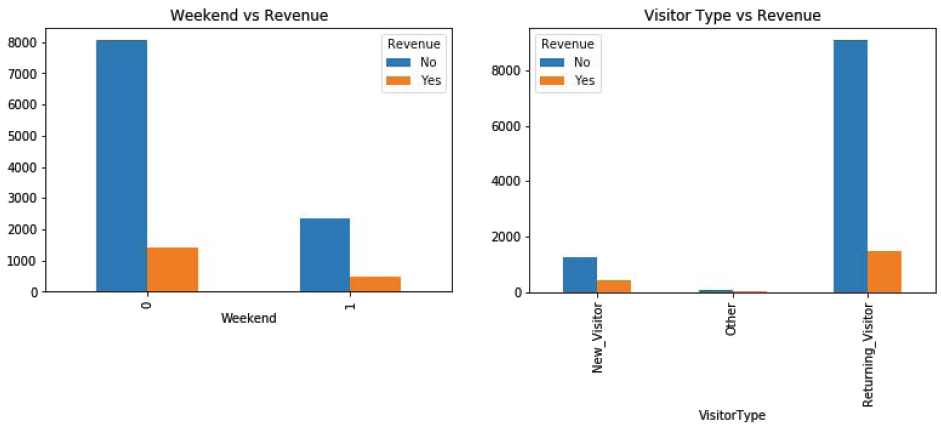 Weekend vs Revenue
8000
7000
6000
5000
4000
3000
2000
1000
0
Revenue
No
Yes
0
1
Weekend
Visitor Type vs Revenue
8000
6000
4000
2000
0
Revenue
No
Yes
New_Visitor
Other
Returning_Visitor
VisitorType